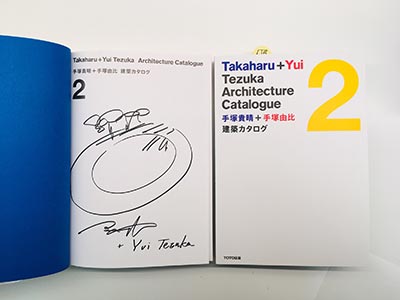 Takaharu+Yui Tezuka Architecture Catalogue
手塚貴晴+手塚由比 建築カタログ
2
+ Yui Tezuka
Takaharu+Yui
Tezuka
Architecture
Catalogue
2
手塚貴晴+手塚由比
建築カタログ
TOTO出版